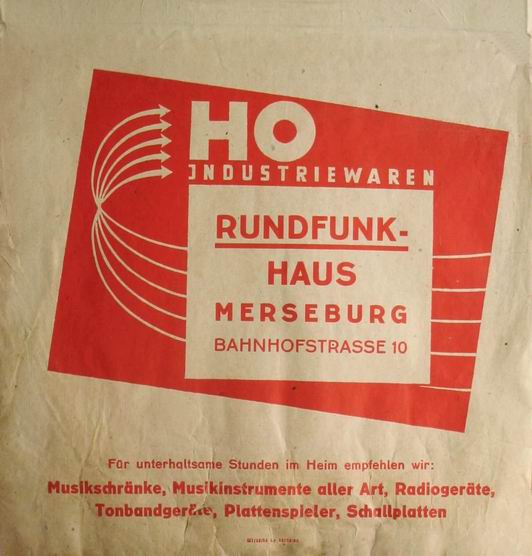 HO
INDUSTRIEWAREN
RUNDFUNK-
HAUS
MERSEBURG
BAHNHOFSTRASSE 10
Für unterhaltsame Stunden im Heim empfehlen wir:
Musikschränke, Musikinstrumente aller Art, Radiogeräte,
Tonbandgeräte, Plattenspieler, Schallplatten